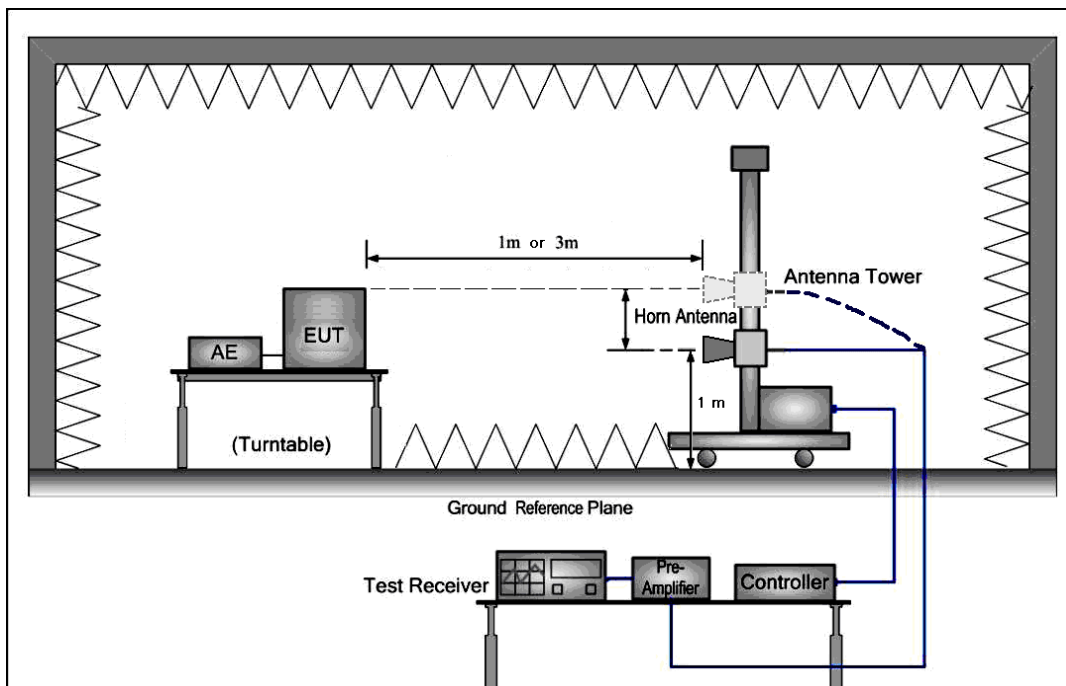 1m or 3m
Antenna Tower
Horn Antenna
EUT
AE
1 m
(Turntable)
Ground Reference Plane
Test Receiver
Pre-
Amplifier
Controller